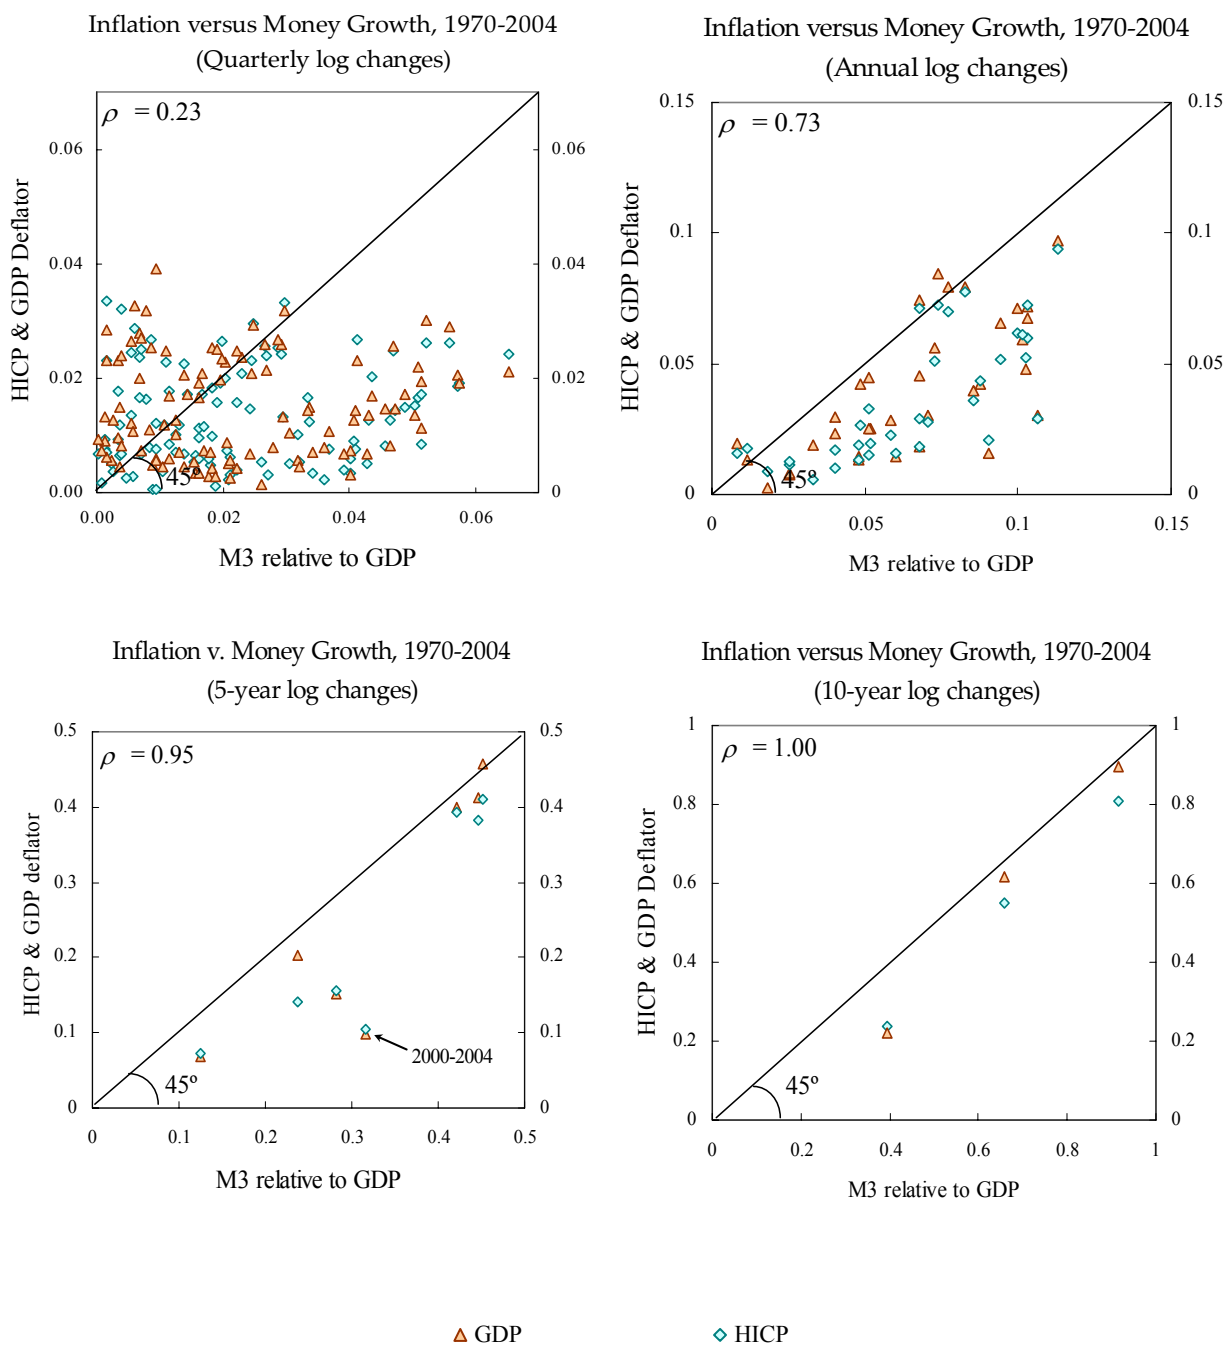 Inflation versus Money Growth, 1970-2004
(Quarterly log changes)
ρ = 0.23
HICP & GDP Deflator
0.06
0.04
0.02
0.00
0.06
0.04
0.02
0
45º
0.00
0.02
0.04
0.06
M3 relative to GDP
Inflation versus Money Growth, 1970-2004
(Annual log changes)
ρ = 0.73
HICP & GDP Deflator
0.15
0.1
0.05
0
0.15
0.1
0.05
0
45º
0
0.05
0.1
0.15
M3 relative to GDP
Inflation v. Money Growth, 1970-2004
(5-year log changes)
ρ = 0.95
HICP & GDP deflator
0.5
0.4
0.3
0.2
0.1
0
0.5
0.4
0.3
0.2
0.1
0
2000-2004
45º
0
0.1
0.2
0.3
0.4
0.5
M3 relative to GDP
Inflation versus Money Growth, 1970-2004
(10-year log changes)
ρ = 1.00
HICP & GDP Deflator
1
0.8
0.6
0.4
0.2
0
1
0.8
0.6
0.4
0.2
0
45º
0
0.2
0.4
0.6
0.8
1
M3 relative to GDP
GDP
HICP